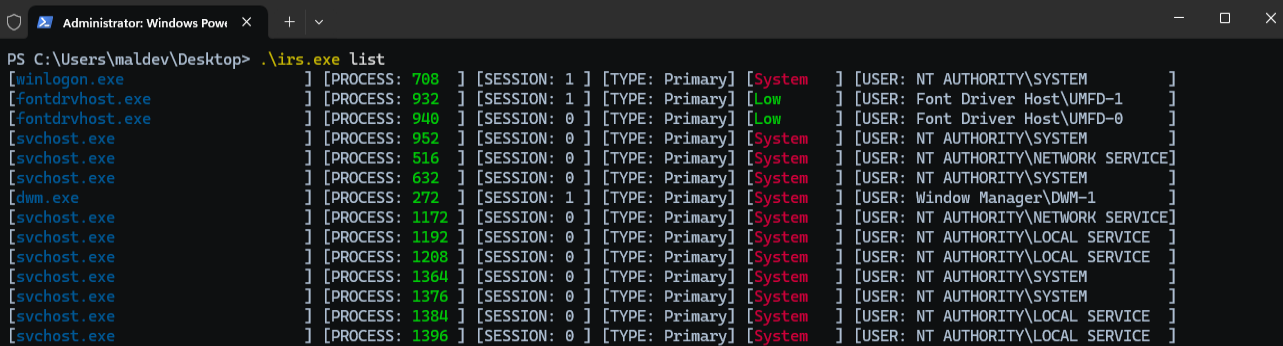 Administrator: Windows Powe
PS C:\Users\maldev\Desktop> .\irs.exe list
[winlogon.exe ] [PROCESS: 708 ] [SESSION: 1 ] [TYPE: Primary] [System ] [USER: NT AUTHORITY\SYSTEM ]
[fontdrvhost.exe ] [PROCESS: 932 ] [SESSION: 1 ] [TYPE: Primary] [Low ] [USER: Font Driver Host\UMFD-1 ]
[fontdrvhost.exe ] [PROCESS: 940 ] [SESSION: 0 ] [TYPE: Primary] [Low ] [USER: Font Driver Host\UMFD-0 ]
[svchost.exe ] [PROCESS: 952 ] [SESSION: 0 ] [TYPE: Primary] [System ] [USER: NT AUTHORITY\SYSTEM ]
[svchost.exe ] [PROCESS: 516 ] [SESSION: 0 ] [TYPE: Primary] [System ] [USER: NT AUTHORITY\NETWORK SERVICE]
[svchost.exe ] [PROCESS: 632 ] [SESSION: 0 ] [TYPE: Primary] [System ] [USER: NT AUTHORITY\SYSTEM ]
[dwm.exe ] [PROCESS: 272 ] [SESSION: 1 ] [TYPE: Primary] [System ] [USER: Window Manager\DWM-1 ]
[svchost.exe ] [PROCESS: 1172 ] [SESSION: 0 ] [TYPE: Primary] [System ] [USER: NT AUTHORITY\NETWORK SERVICE]
[svchost.exe ] [PROCESS: 1192 ] [SESSION: 0 ] [TYPE: Primary] [System ] [USER: NT AUTHORITY\LOCAL SERVICE ]
[svchost.exe ] [PROCESS: 1208 ] [SESSION: 0 ] [TYPE: Primary] [System ] [USER: NT AUTHORITY\LOCAL SERVICE ]
[svchost.exe ] [PROCESS: 1364 ] [SESSION: 0 ] [TYPE: Primary] [System ] [USER: NT AUTHORITY\SYSTEM ]
[svchost.exe ] [PROCESS: 1376 ] [SESSION: 0 ] [TYPE: Primary] [System ] [USER: NT AUTHORITY\SYSTEM ]
[svchost.exe ] [PROCESS: 1384 ] [SESSION: 0 ] [TYPE: Primary] [System ] [USER: NT AUTHORITY\LOCAL SERVICE ]
[svchost.exe ] [PROCESS: 1396 ] [SESSION: 0 ] [TYPE: Primary] [System ] [USER: NT AUTHORITY\LOCAL SERVICE ]